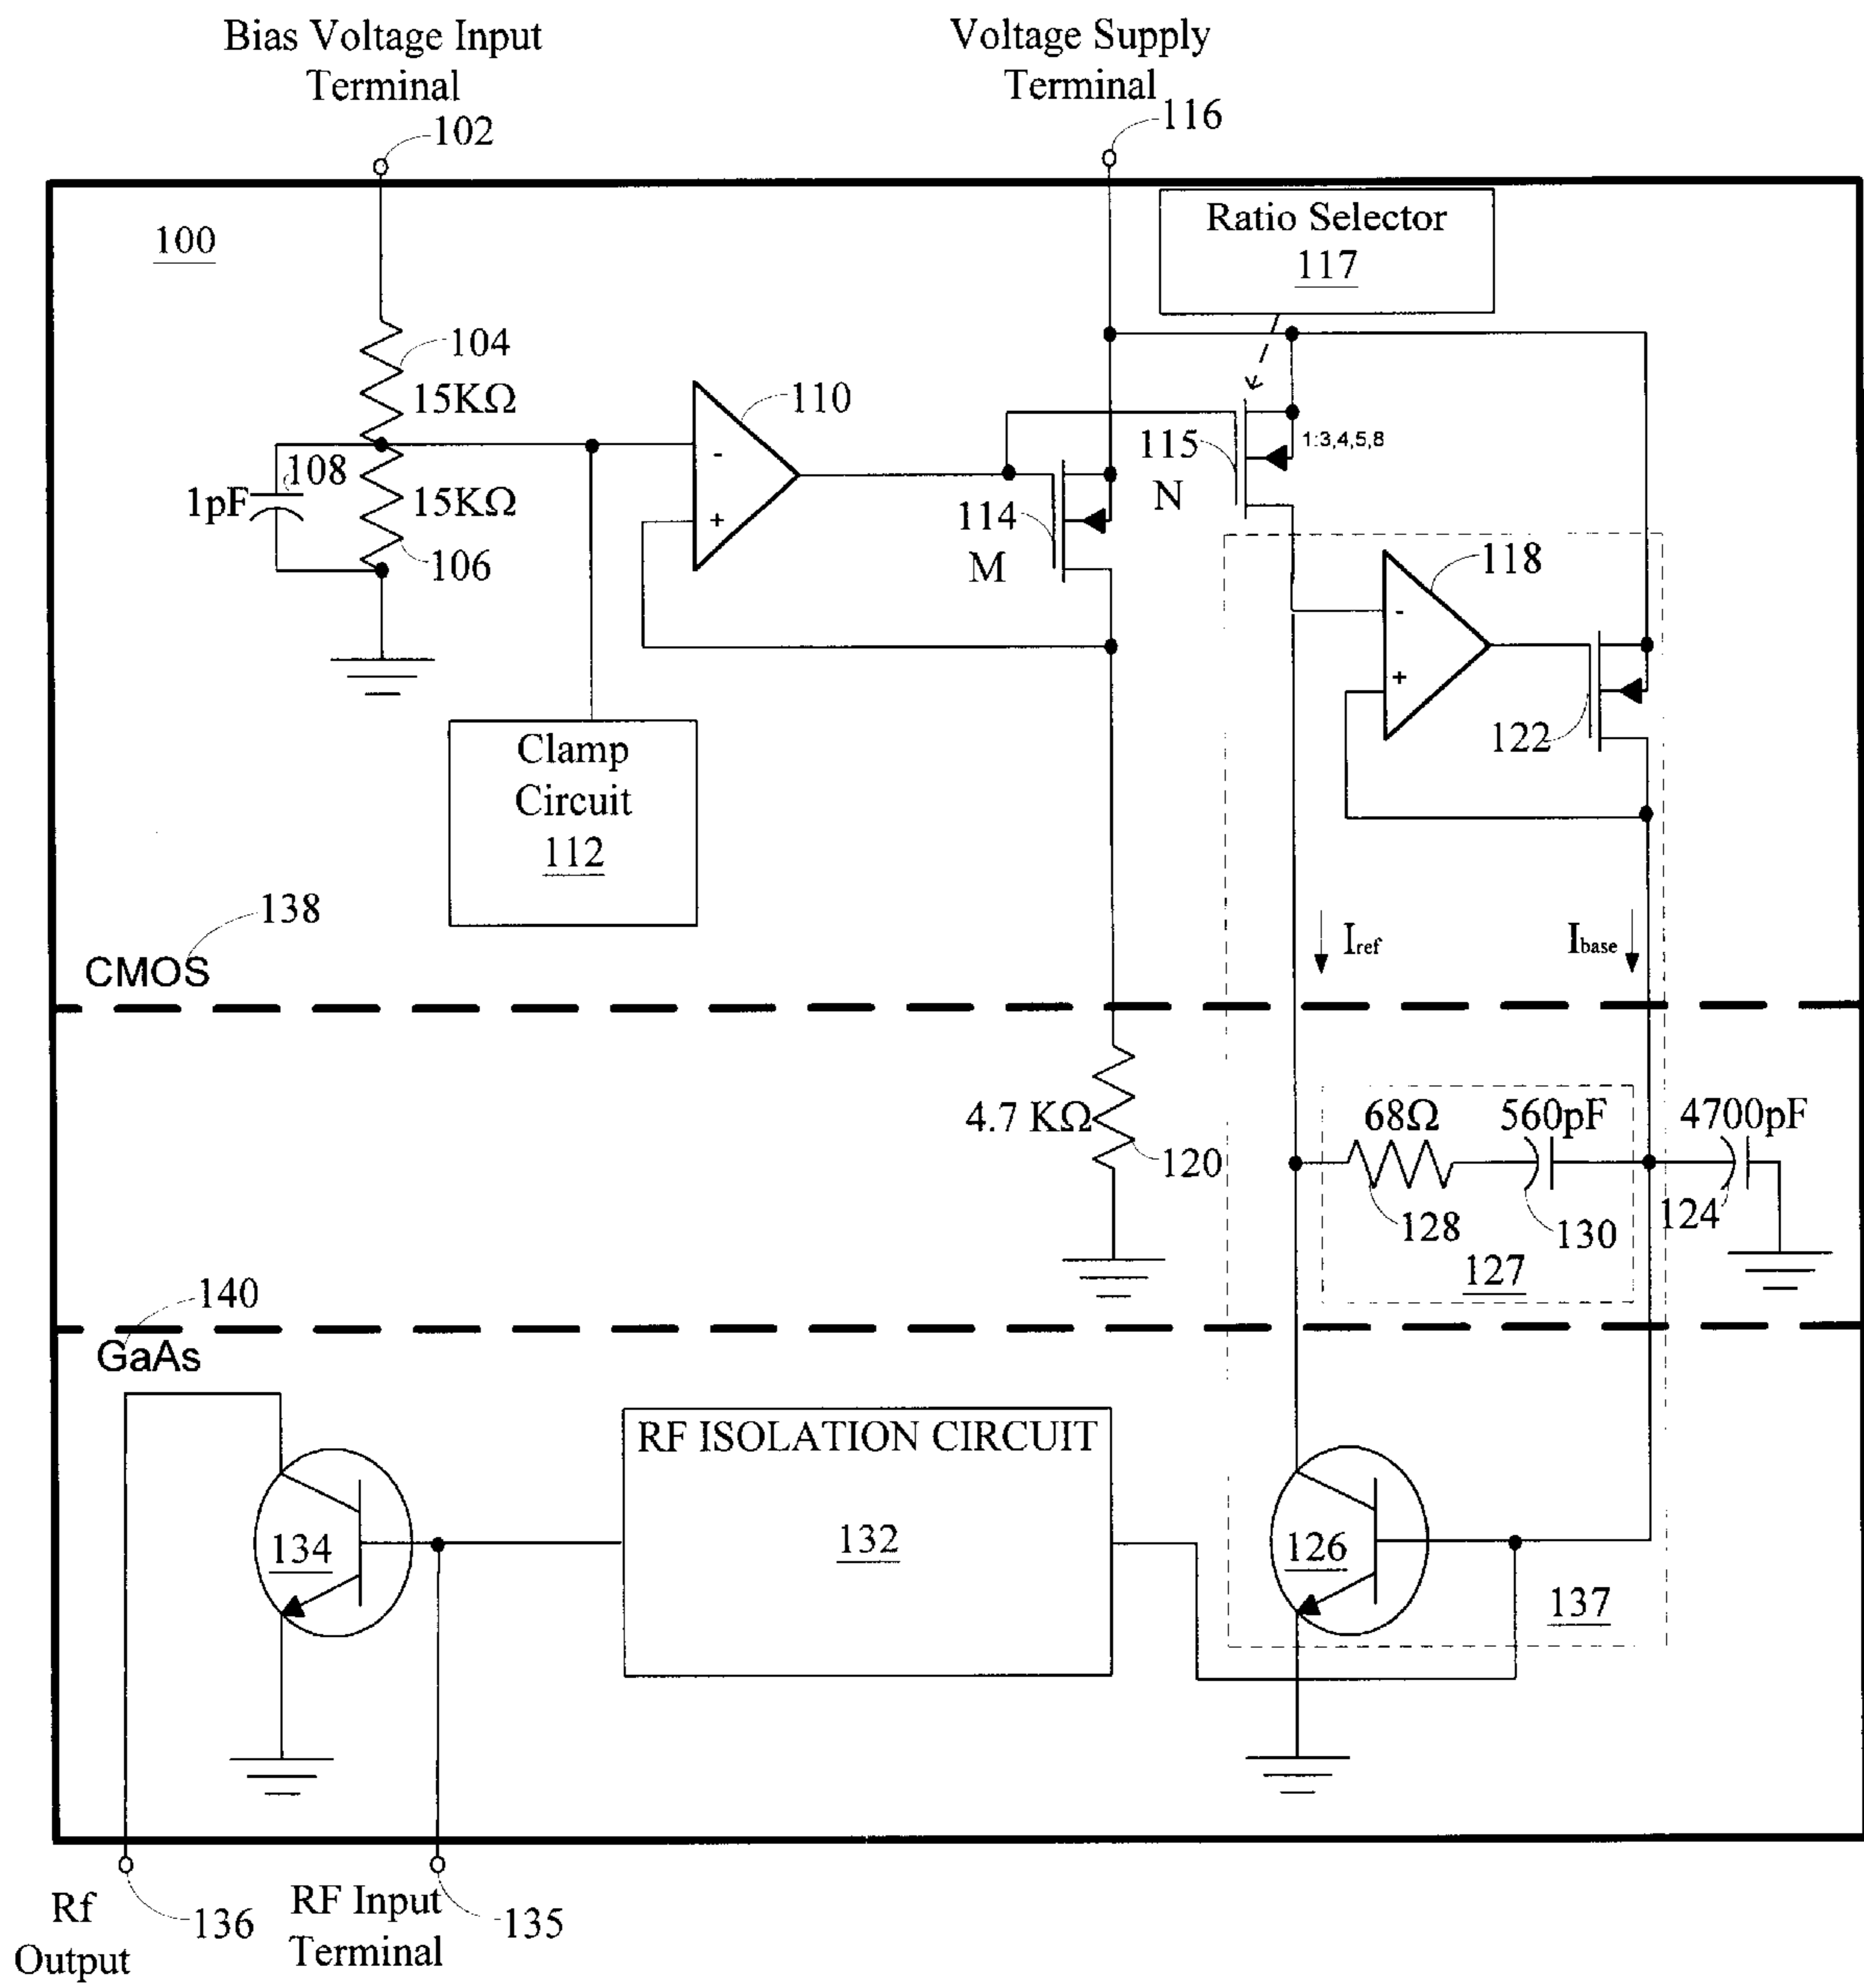 Bias Voltage Input
Terminal
102
Voltage Supply
Terminal
116
100
Ratio Selector
117
104
15KΩ
108
1pF
15KΩ
106
110
-
+
114
M
115
N
1:3,4,5,8
118
-
+
122
Clamp
Circuit
112
138
CMOS
Iref
Ibase
4.7 KΩ
120
68Ω
560pF
4700pF
128
130
124
127
140
GaAs
RF ISOLATION CIRCUIT
132
134
126
137
Rf
Output
136
RF Input
Terminal
135